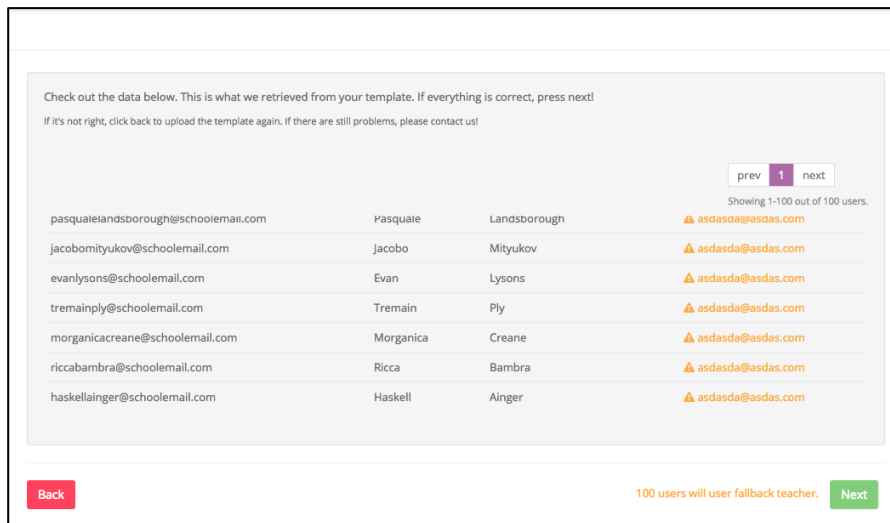 Check out the data below. This is what we retrieved from your template. If everything is correct, press next!
If it's not right, click back to upload the template again. If there are still problems, please contact us!
prev 1 next
Showing 1-100 out of 100 users.
pasqualelandsborough@schoolemail.com Pasquale Landsborough asdasda@asdas.com
jacobomityukov@schoolemail.com Jacobo Mityukov asdasda@asdas.com
evanlysons@schoolemail.com Evan Lysons asdasda@asdas.com
tremainply@schoolemail.com Tremain Ply asdasda@asdas.com
morganicacreane@schoolemail.com Morganica Creane asdasda@asdas.com
riccabambra@schoolemail.com Ricca Bambra asdasda@asdas.com
haskellainger@schoolemail.com Haskell Ainger asdasda@asdas.com
Back 100 users will user fallback teacher. Next